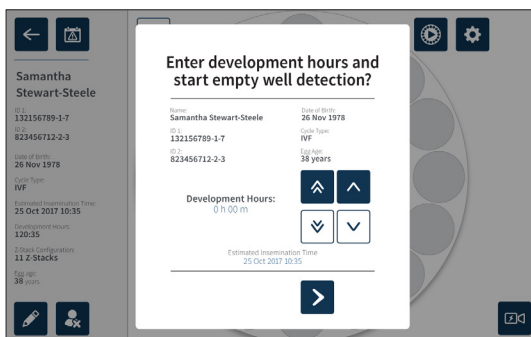 Samantha
Stewart-Steele
ID 1:
132156789-1-7
ID 2:
823456712-2-3
Date of Birth:
26 Nov 1978
Cycle Type:
IVF
Estimated Insemination Time:
25 Oct 2017 10:35
Development Hours:
120:35
Z-Stack Configuration:
11 Z-Stacks
Egg age:
38 years
Enter development hours and
start empty well detection?
Name:
Samantha Stewart-Steele
Date of Birth:
26 Nov 1978
ID 1:
132156789-1-7
Cycle Type:
IVF
ID 2:
823456712-2-3
Egg Age:
38 years
Development Hours:
0 h 00 m
Estimated Insemination Time
25 Oct 2017 10:35